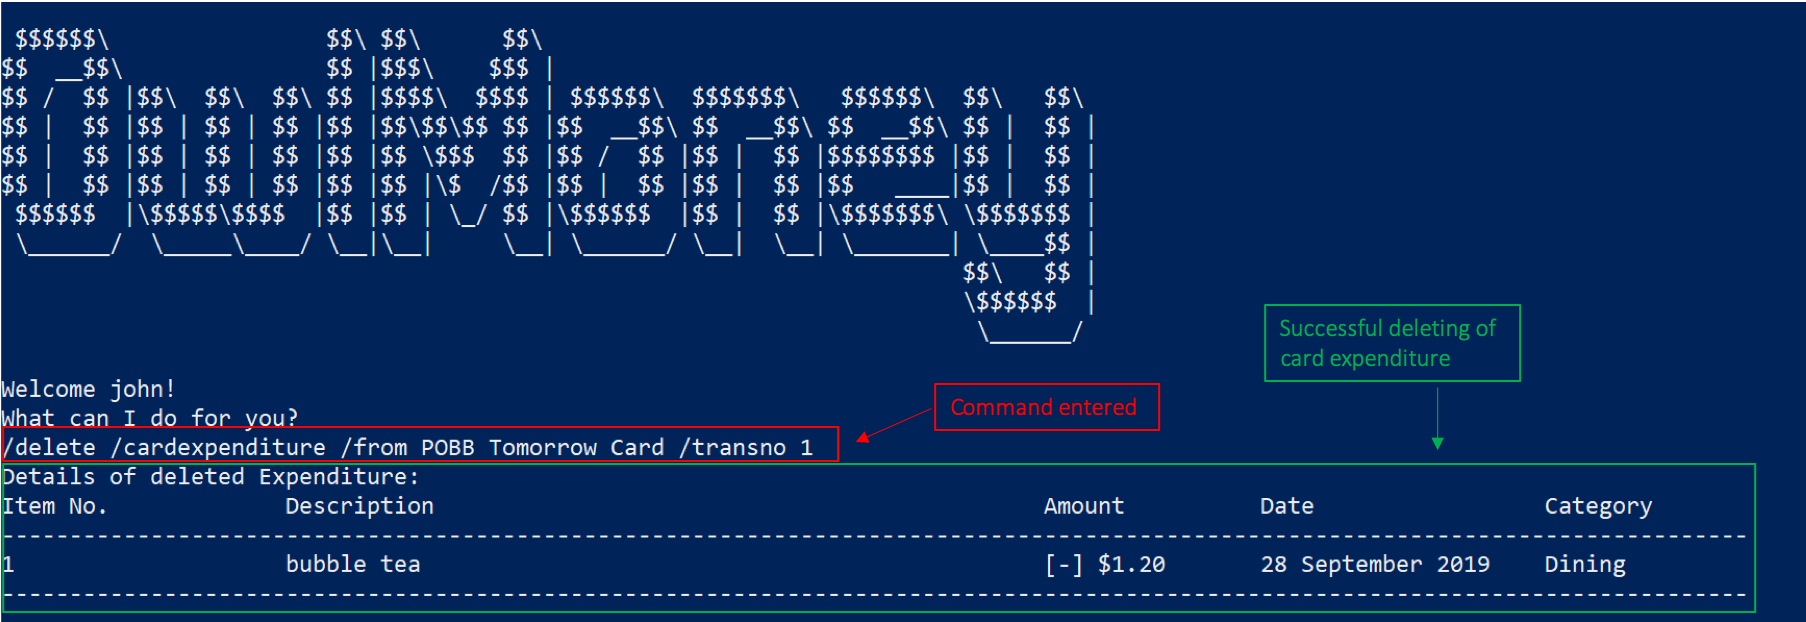 $$$$$$\                $$\ $$\      $$\
$$  __$$\               $$ |$$$\    $$$ |
$$ /  $$ |$$\  $$\  $$\ $$ |$$$$\  $$$$ | $$$$$$\  $$$$$$$\   $$$$$$\  $$\   $$\
$$ |  $$ |$$ | $$ | $$ |$$ |$$\$$\$$ $$ |$$  __$$\ $$  __$$\ $$  __$$\ $$ |  $$ |
$$ |  $$ |$$ | $$ | $$ |$$ |$$ \$$$  $$ |$$ /  $$ |$$ |  $$ |$$$$$$$$ |$$ |  $$ |
$$ |  $$ |$$ | $$ | $$ |$$ |$$ |\$  /$$ |$$ |  $$ |$$ |  $$ |$$   ____|$$ |  $$ |
 $$$$$$  |\$$$$$\$$$$  |$$ |$$ | \_/ $$ |\$$$$$$  |$$ |  $$ |\$$$$$$$\ \$$$$$$$ |
 \______/  \_____\____/ \__|\__|     \__| \______/ \__|  \__| \_______| \____$$ |
                                                                       $$\   $$ |
                                                                       \$$$$$$  |
                                                                        \______/
Successful deleting of
card expenditure
Welcome john!
Command entered
What can I do for you?
/delete /cardexpenditure /from POBB Tomorrow Card /transno 1
Details of deleted Expenditure:
Item No. Description Amount Date Category
---------------------------------------------------------------------------------------------------------------------------------
1 bubble tea [-] $1.20 28 September 2019 Dining
---------------------------------------------------------------------------------------------------------------------------------